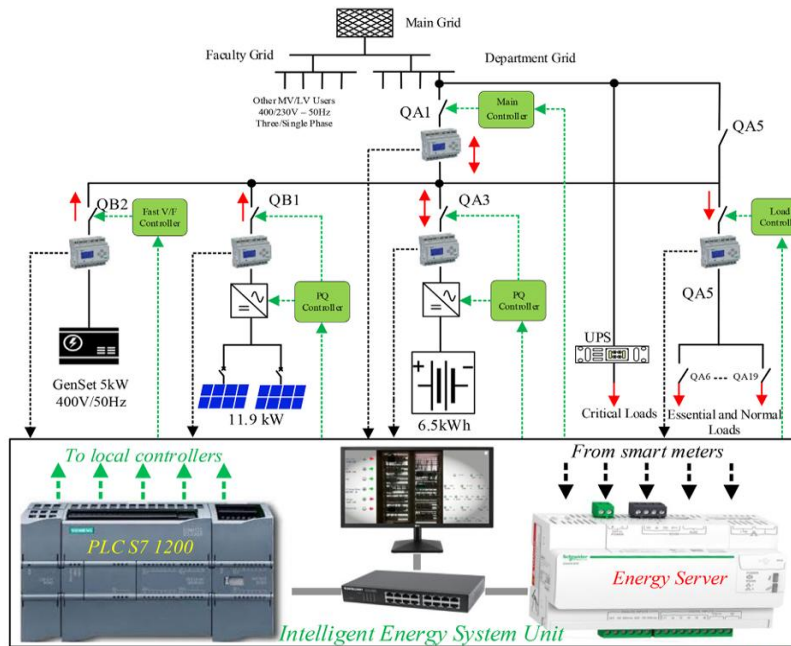 Main Grid
Faculty Grid
Department Grid
Other MV/LV Users
400/230V – 50Hz
Three/Single Phase
QA1
Main
Controller
QA5
QB2
Fast V/F
Controller
QB1
QA3
Load
Controll
QA5
PQ
Controller
PQ
Controller
UPS
QA6
QA19
GenSet 5kW
400V/50Hz
11.9 kW
6.5kWh
Critical Loads
Essential and Normal
Loads
To local controllers
From smart meters
SIEMENS
PLC S7 1200
Schneider
Energy Server
Intelligent Energy System Unit